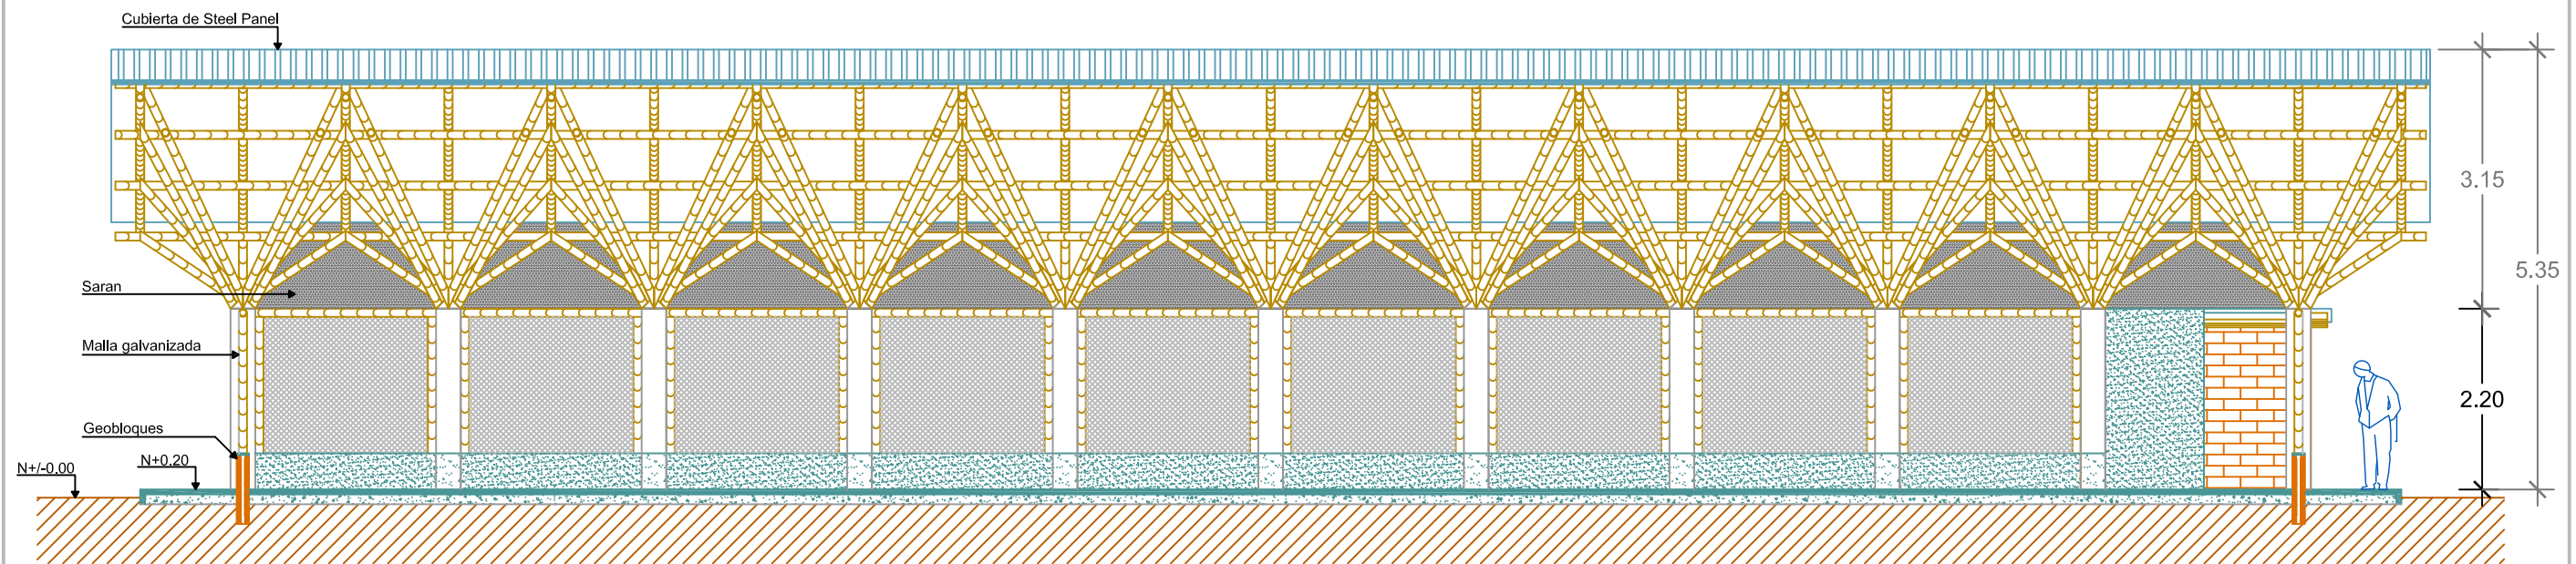 Cubierta de Steel Panel
3.15
5.35
Saran
Malla galvanizada
2.20
Geobloques
N+/-0.00
N+0.20